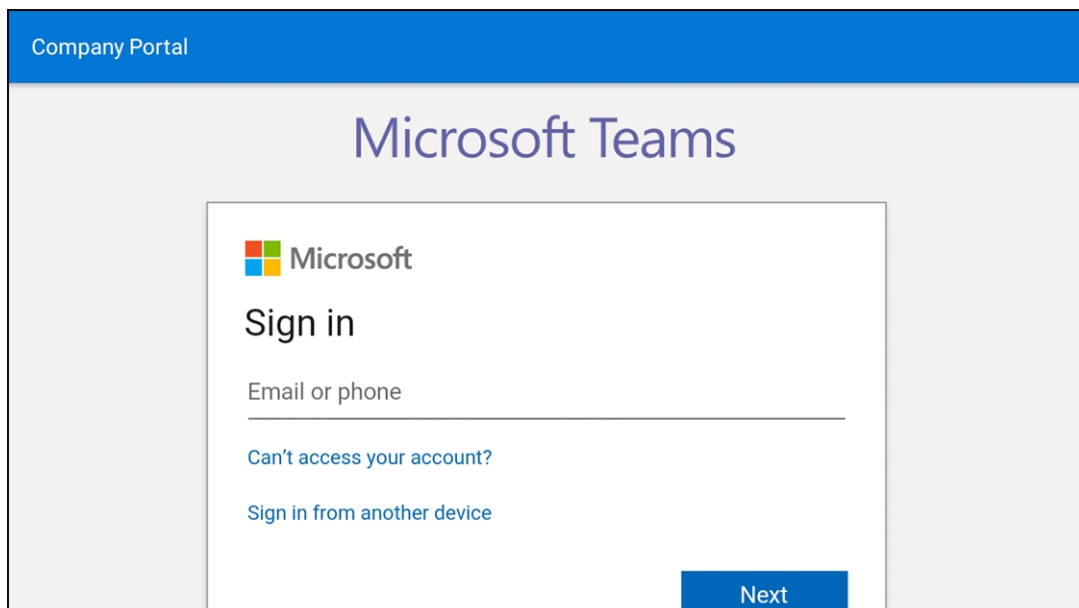 Company Portal
Microsoft Teams
Microsoft
Sign in
Email or phone
Can't access your account?
Sign in from another device
Next